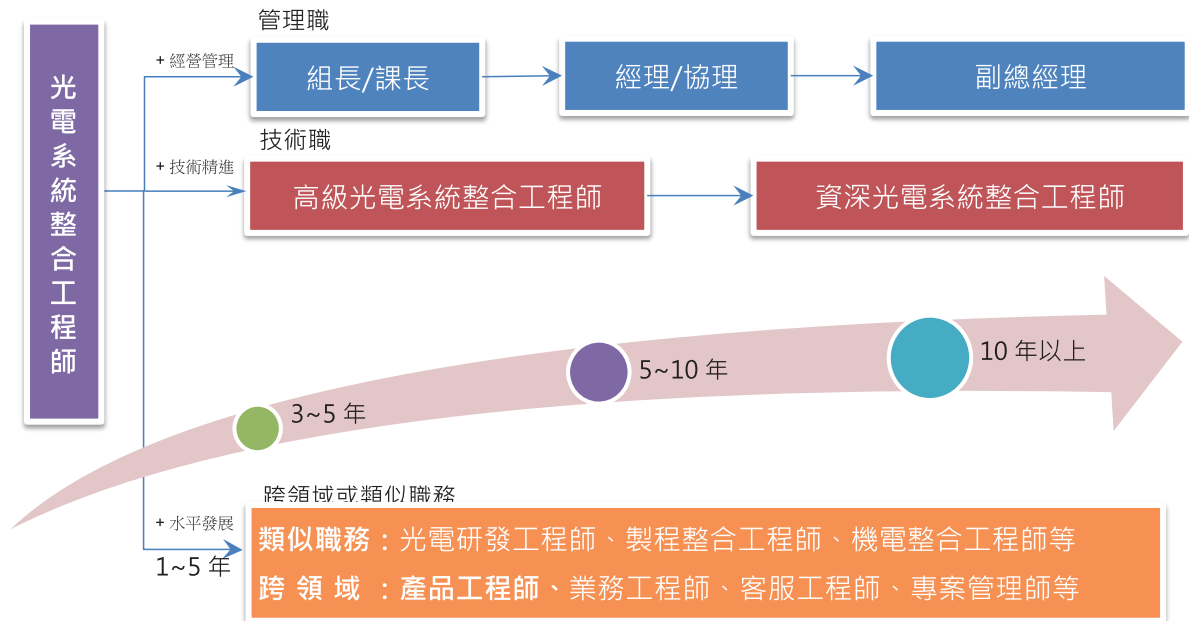 光電系統整合工程師
管理職
+ 經營管理
組長/課長
經理/協理
副總經理
技術職
+ 技術精進
高級光電系統整合工程師
資深光電系統整合工程師
10 年以上
5~10 年
3~5 年
跨領域或類似職務
+ 水平發展
1~5 年
類似職務：光電研發工程師、製程整合工程師、機電整合工程師等
跨 領 域 ：產品工程師、業務工程師、客服工程師、專案管理師等